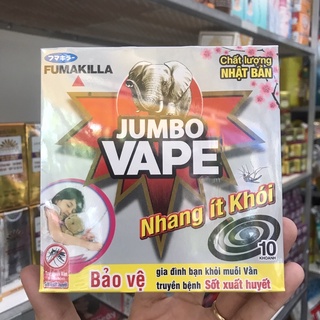 フマキラー
FUMAKILLA
Chất lượng
NHẬT BẢN
JUMBO
VAPE
Nhang ít Khói
10
KHOANH
Bảo vệ
gia đình bạn khỏi muỗi Vằn
truyền bệnh Sốt xuất huyết